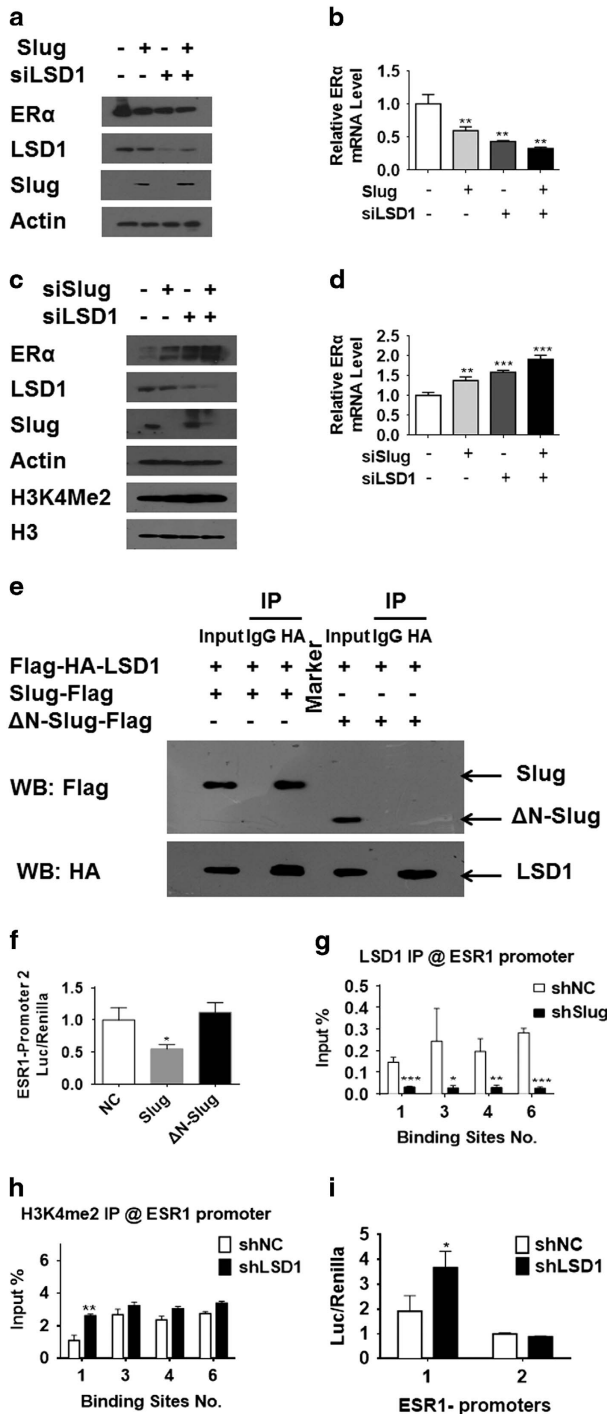 a
Slug - + - +
siLSD1 - - + +
ERα
LSD1
Slug
Actin
b
Relative ERα
mRNA Level
1.5
1.0
0.5
0.0
** ** **
Slug - + - +
siLSD1 - - + +
c
siSlug - + - +
siLSD1 - - + +
ERα
LSD1
Slug
Actin
H3K4Me2
H3
d
Relative ERα
mRNA Level
2.5
2.0
1.5
1.0
0.5
0.0
** *** ***
siSlug - + - +
siLSD1 - - + +
e
IP IP
Input IgG HA Marker Input IgG HA
Flag-HA-LSD1 + + + + + +
Slug-Flag + + + - - -
ΔN-Slug-Flag - - - + + +
WB: Flag
Slug
ΔN-Slug
WB: HA
LSD1
f
ESR1-Promoter 2
Luc/Renilla
1.5
1.0
0.5
0.0
*
NC Slug ΔN-Slug
g
LSD1 IP @ ESR1 promoter
shNC
shSlug
Input %
0.5
0.4
0.3
0.2
0.1
0.0
*** * ** ***
1 3 4 6
Binding Sites No.
h
H3K4me2 IP @ ESR1 promoter
shNC
shLSD1
Input %
6
4
2
0
**
1 3 4 6
Binding Sites No.
i
shNC
shLSD1
Luc/Renilla
5
4
3
2
1
0
*
1 2
ESR1- promoters